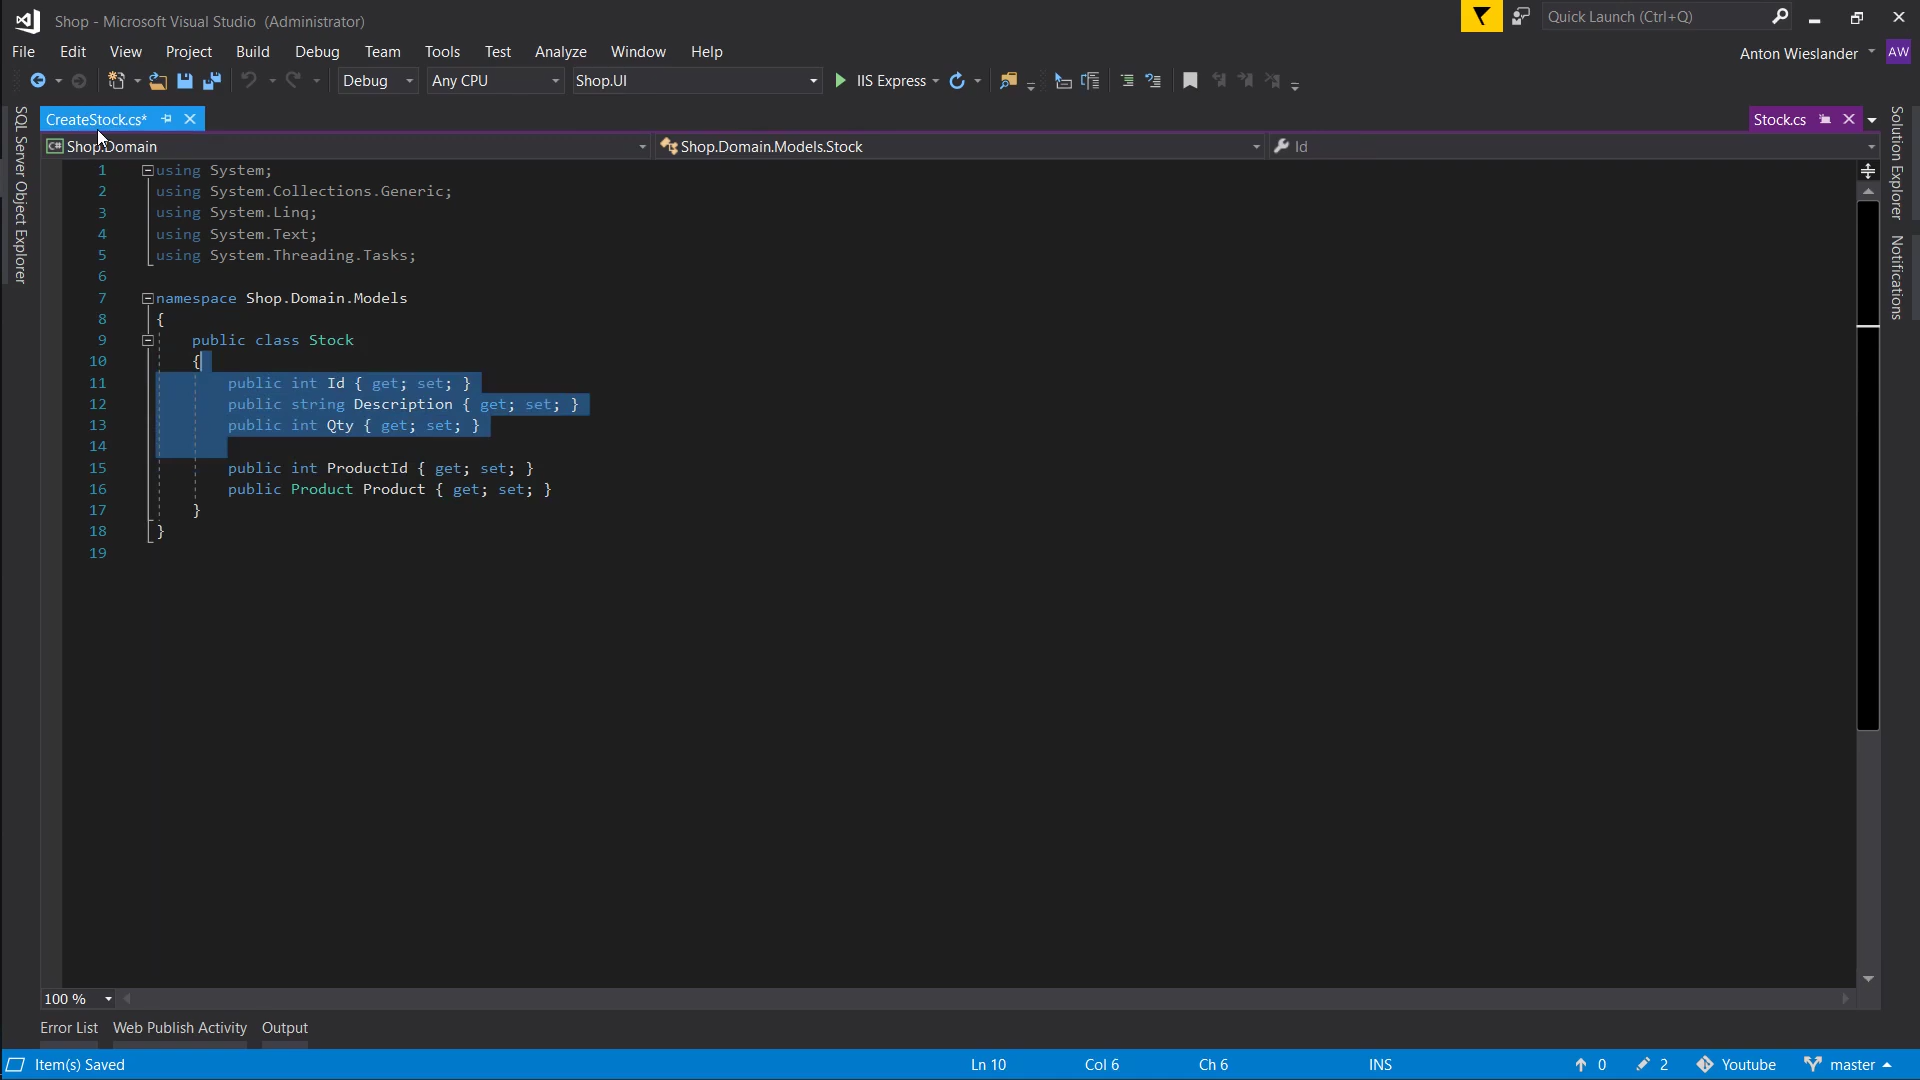 Shop - Microsoft Visual Studio (Administrator)
Quick Launch (Ctrl+Q)
File Edit View Project Build Debug Team Tools Test Analyze Window Help
Anton Wieslander AW
Debug Any CPU Shop.UI IIS Express
SQL Server Object Explorer
CreateStock.cs*
Stock.cs
Solution Explorer
Notifications
C# Shop.Domain Shop.Domain.Models.Stock Id
1 using System;
2 using System.Collections.Generic;
3 using System.Linq;
4 using System.Text;
5 using System.Threading.Tasks;
6
7 namespace Shop.Domain.Models
8 {
9 public class Stock
10 {
11 public int Id { get; set; }
12 public string Description { get; set; }
13 public int Qty { get; set; }
14
15 public int ProductId { get; set; }
16 public Product Product { get; set; }
17 }
18 }
19
100 %
Error List Web Publish Activity Output
Item(s) Saved Ln 10 Col 6 Ch 6 INS 0 2 Youtube master